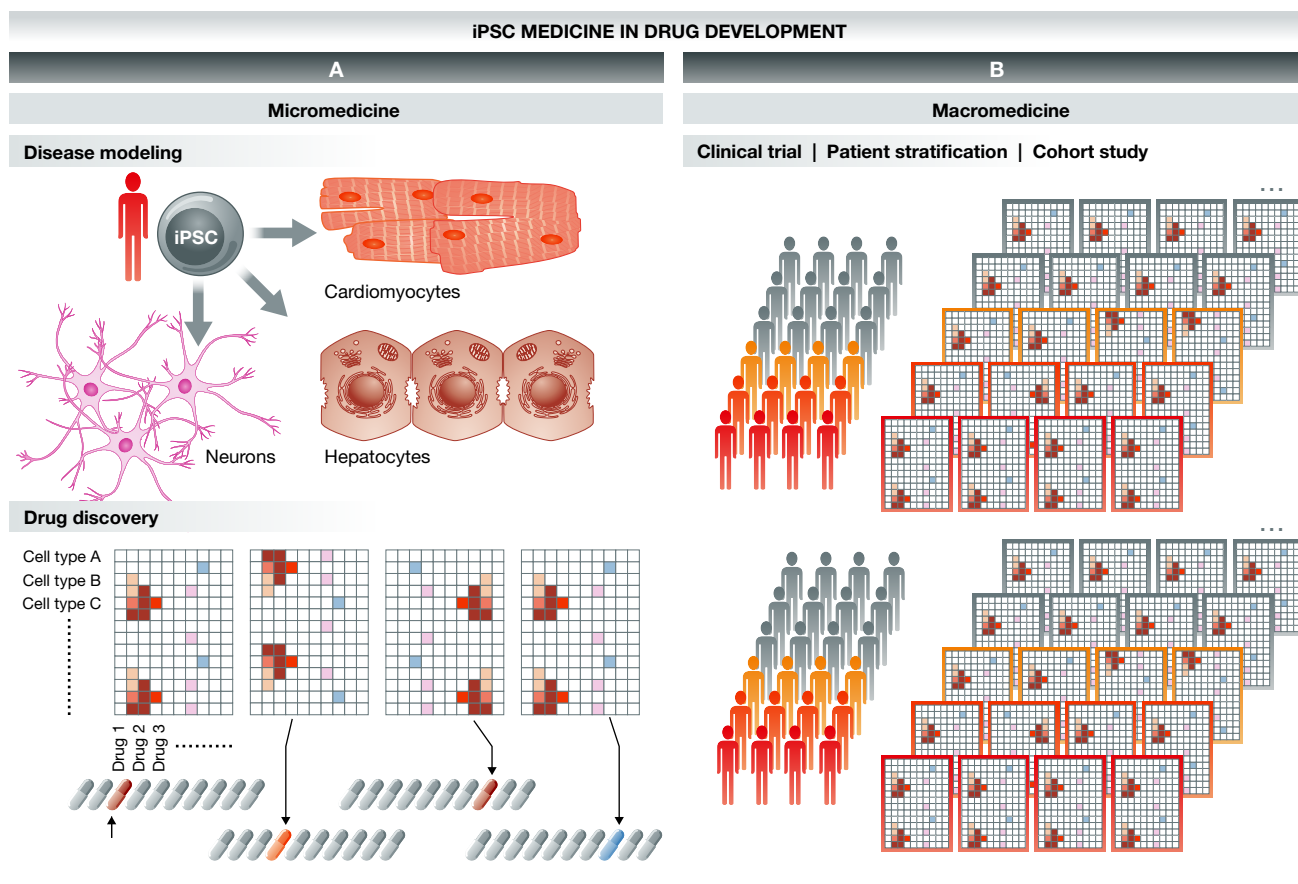 iPSC MEDICINE IN DRUG DEVELOPMENT
A
Micromedicine
Disease modeling
iPSC
Cardiomyocytes
Neurons
Hepatocytes
Drug discovery
Cell type A
Cell type B
Cell type C
Drug 1
Drug 2
Drug 3
B
Macromedicine
Clinical trial | Patient stratification | Cohort study
...
...